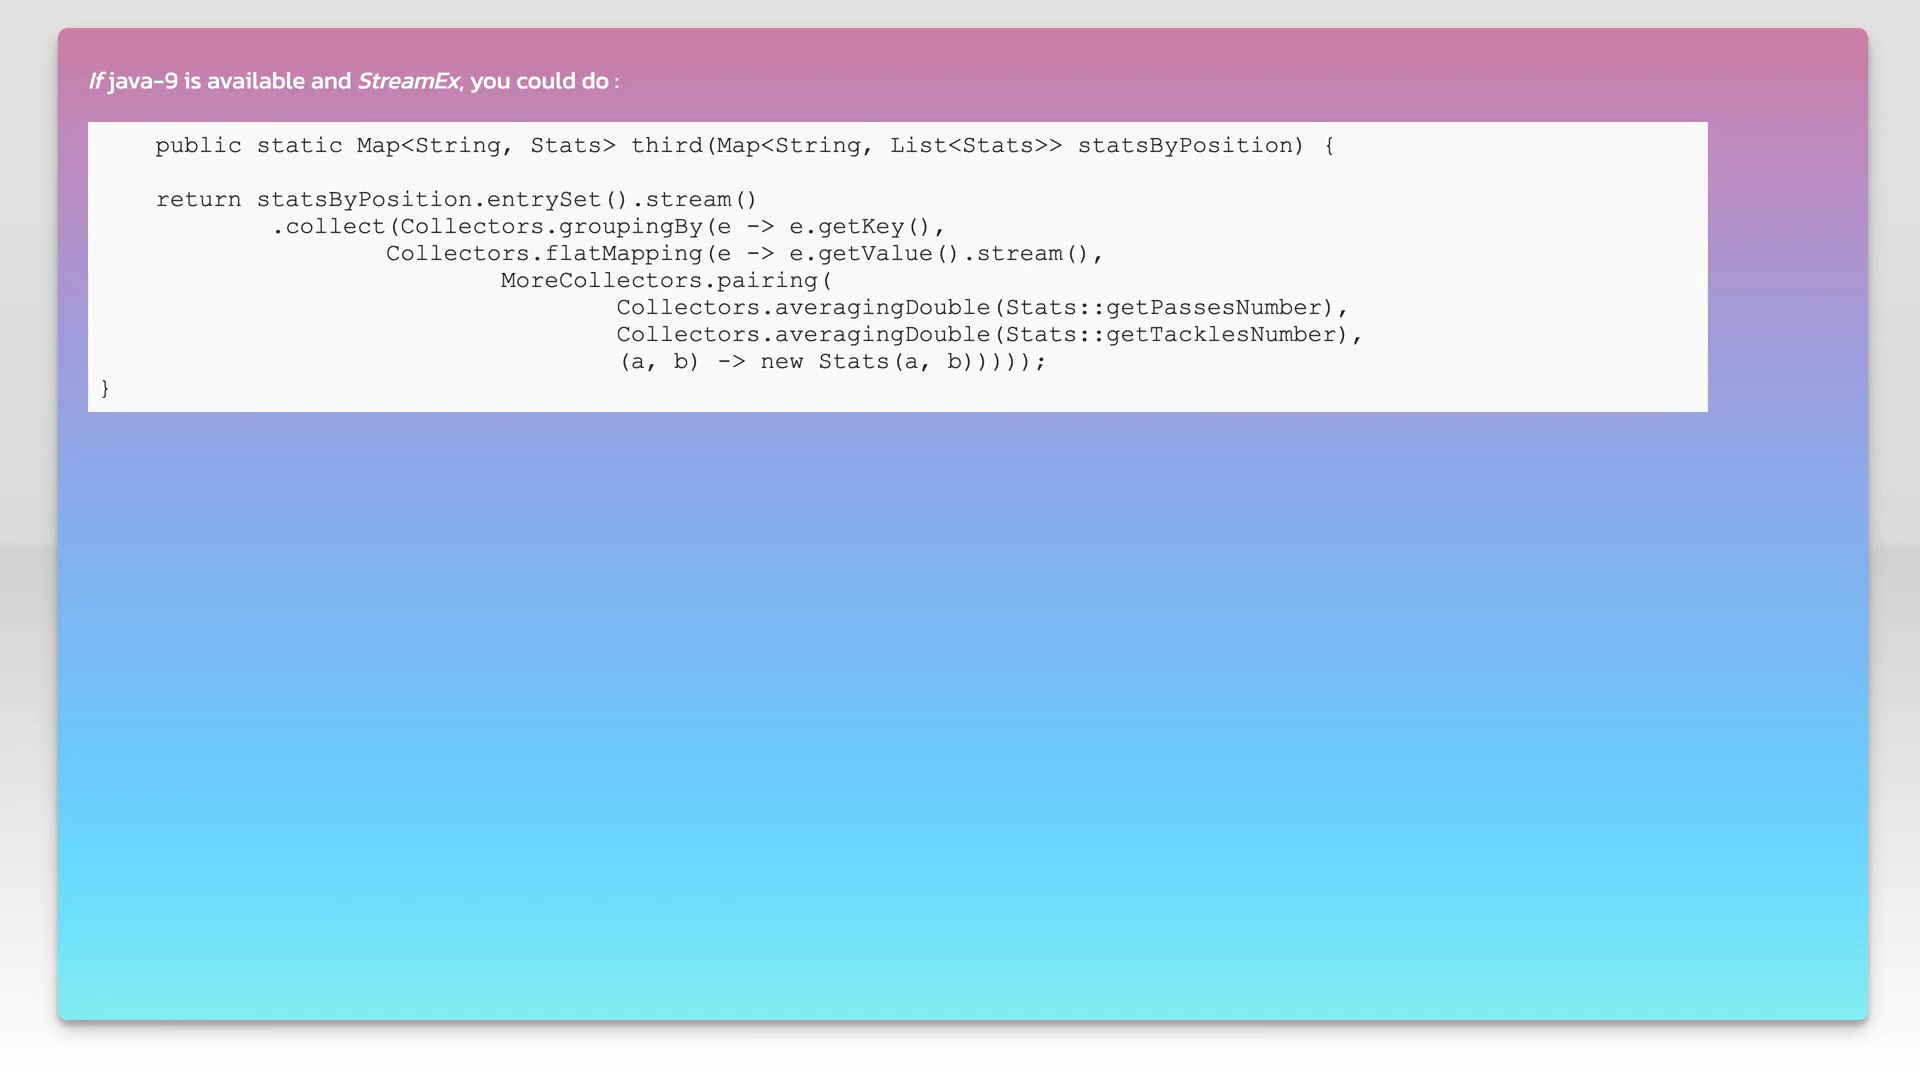 If java-9 is available and StreamEx, you could do :
public static Map<String, Stats> third(Map<String, List<Stats>> statsByPosition) {
return statsByPosition.entrySet().stream()
.collect(Collectors.groupingBy(e -> e.getKey(),
Collectors.flatMapping(e -> e.getValue().stream(),
MoreCollectors.pairing(
Collectors.averagingDouble(Stats::getPassesNumber),
Collectors.averagingDouble(Stats::getTacklesNumber),
(a, b) -> new Stats(a, b)))));
}